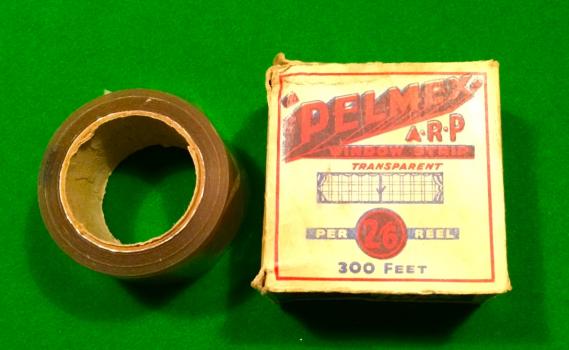 "PELMEX
A·R·P
WINDOW STRIP
TRANSPARENT
PER 2/6 REEL
300 FEET